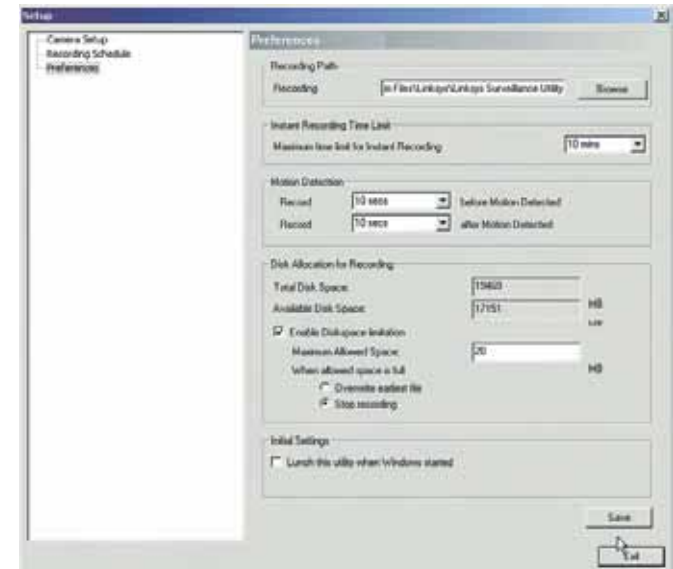 Setup
Camera Setup
Recording Schedule
Preferences
Preferences
Recording Path
Recording
m Files\Linksys\Linksys Surveillance Utility
Browse
Instant Recording Time Limit
Maximum time limit for Instant Recording
10 mins
Motion Detection
Record 10 secs before Motion Detected
Record 10 secs after Motion Detected
Disk Allocation for Recording
Total Disk Space:
Available Disk Space: 17151 MB
Enable Diskspace limitation
Maximum Allowed Space: 20 MB
When allowed space is full
Overwrite earliest file
Stop recording
Initial Settings
Lunch this utility when Windows started
Save
Exit